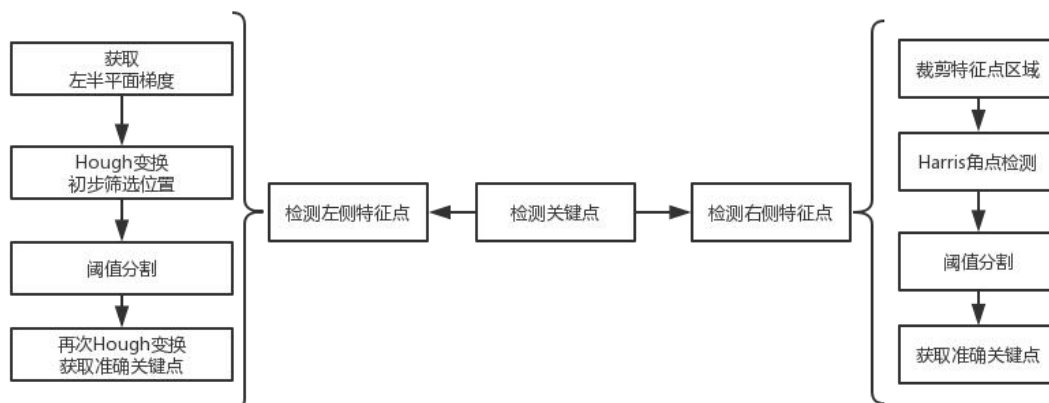 获取
左半平面梯度
Hough变换
初步筛选位置
阈值分割
再次Hough变换
获取准确关键点
检测左侧特征点
检测关键点
检测右侧特征点
裁剪特征点区域
Harris角点检测
阈值分割
获取准确关键点